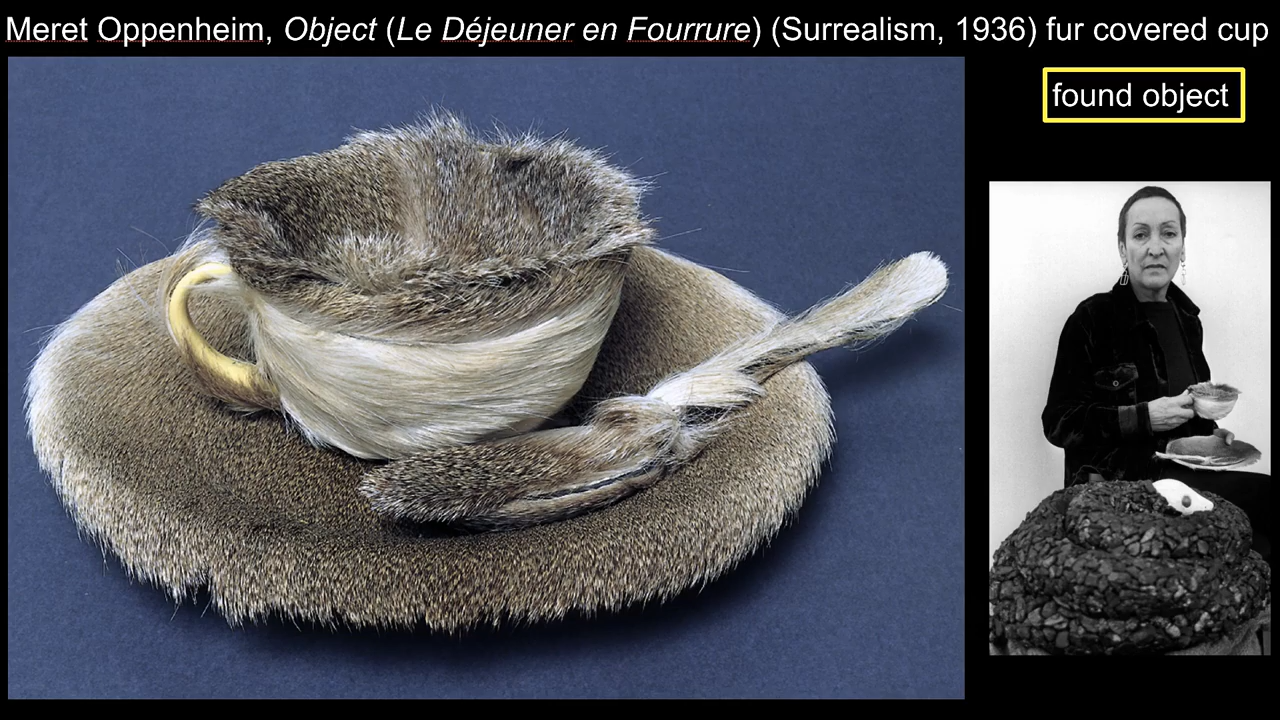 Meret Oppenheim, Object (Le Déjeuner en Fourrure) (Surrealism, 1936) fur covered cup
found object